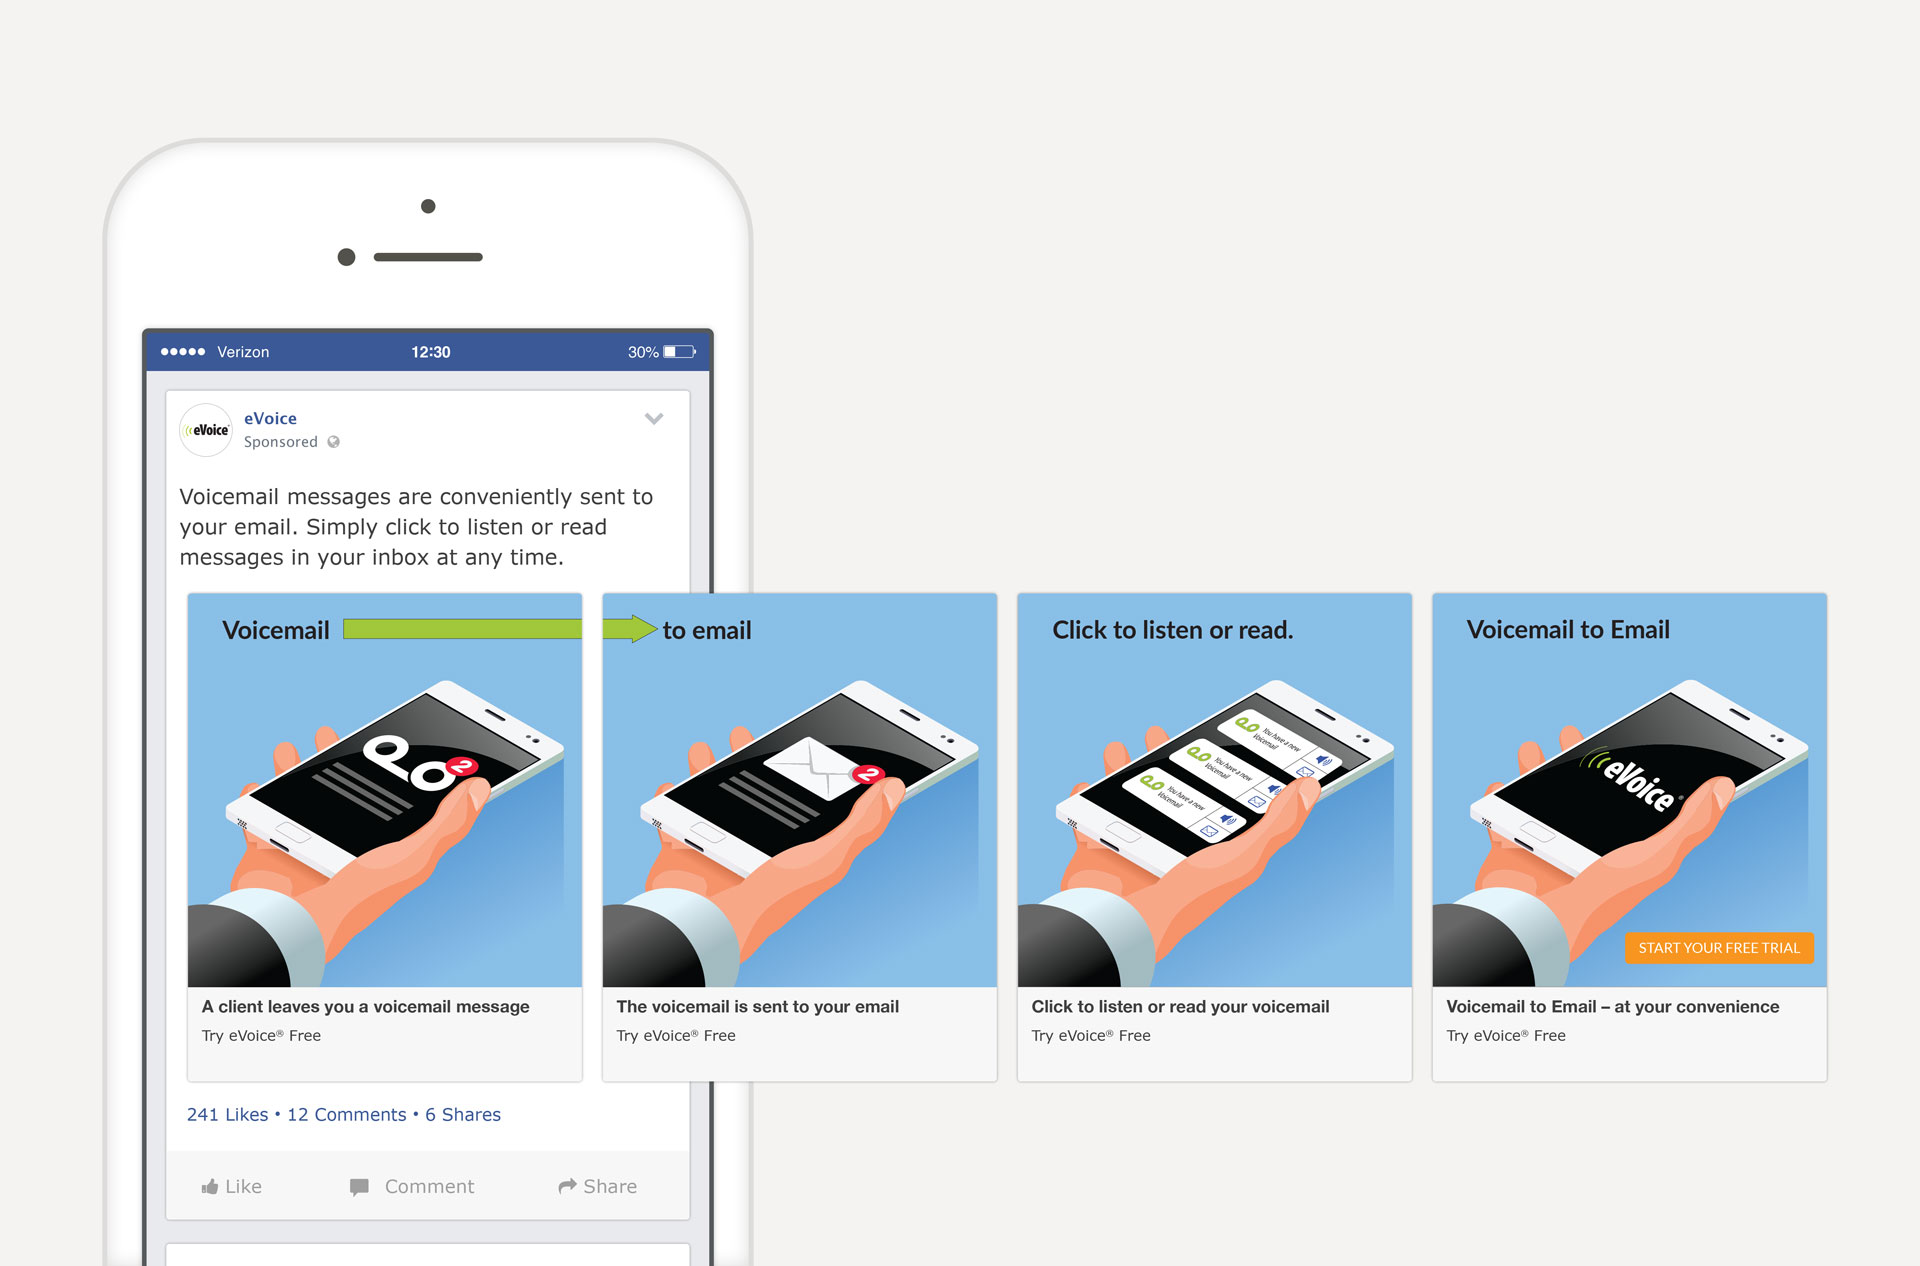 Verizon 12:30 30%
eVoice
eVoice
Sponsored
Voicemail messages are conveniently sent to
your email. Simply click to listen or read
messages in your inbox at any time.
Voicemail
2
A client leaves you a voicemail message
Try eVoice® Free
to email
2
The voicemail is sent to your email
Try eVoice® Free
Click to listen or read.
You have a new
Voicemail
You have a new
Voicemail
You have a new
Voicemail
Click to listen or read your voicemail
Try eVoice® Free
Voicemail to Email
eVoice®
START YOUR FREE TRIAL
Voicemail to Email – at your convenience
Try eVoice® Free
241 Likes • 12 Comments • 6 Shares
Like Comment Share